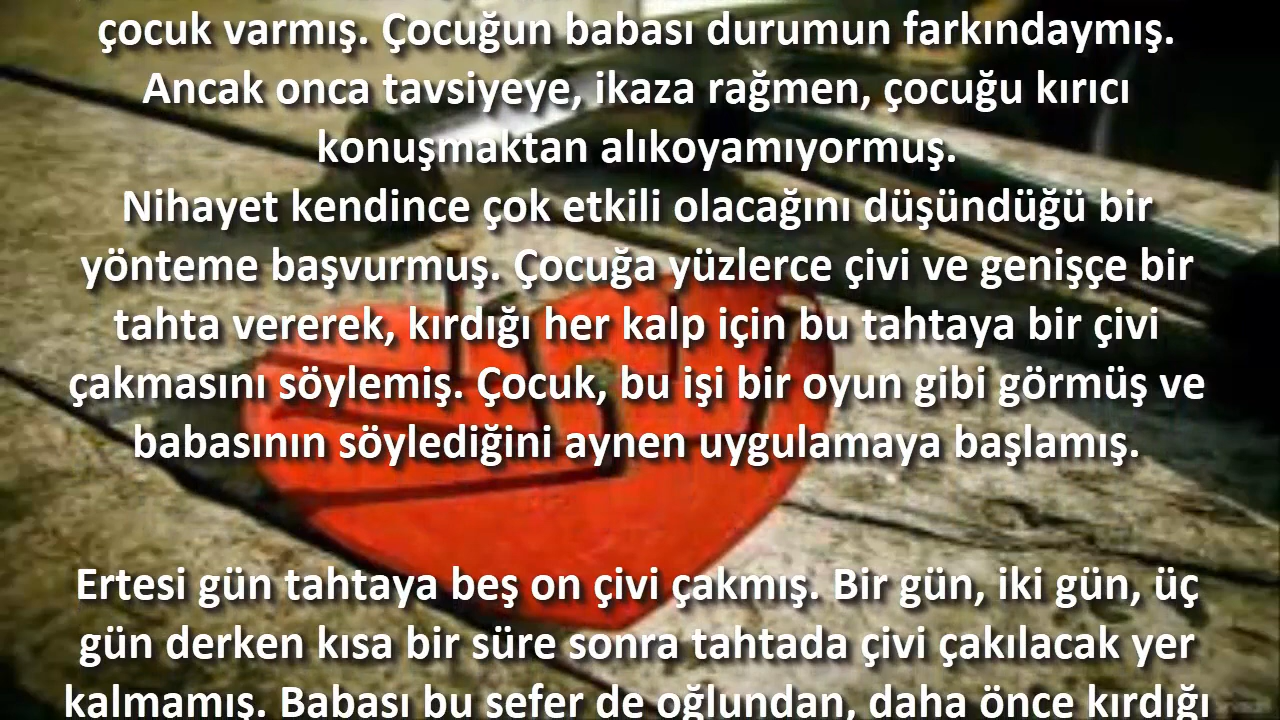 çocuk varmış. Çocuğun babası durumun farkındaymış.
Ancak onca tavsiyeye, ikaza rağmen, çocuğu kırıcı
konuşmaktan alıkoyamıyormuş.
Nihayet kendince çok etkili olacağını düşündüğü bir
yönteme başvurmuş. Çocuğa yüzlerce çivi ve genişçe bir
tahta vererek, kırdığı her kalp için bu tahtaya bir çivi
çakmasını söylemiş. Çocuk, bu işi bir oyun gibi görmüş ve
babasının söylediğini aynen uygulamaya başlamış.
Ertesi gün tahtaya beş on çivi çakmış. Bir gün, iki gün, üç
gün derken kısa bir süre sonra tahtada çivi çakılacak yer
kalmamış. Babası bu sefer de oğlundan, daha önce kırdığı